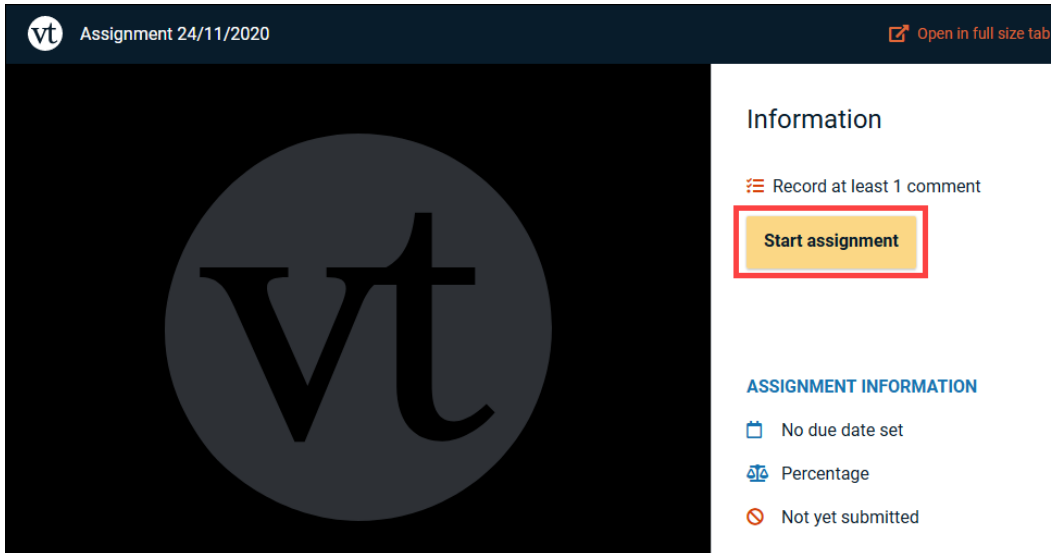 vt
Assignment 24/11/2020
Open in full size tab
vt
Information
Record at least 1 comment
Start assignment
ASSIGNMENT INFORMATION
No due date set
Percentage
Not yet submitted